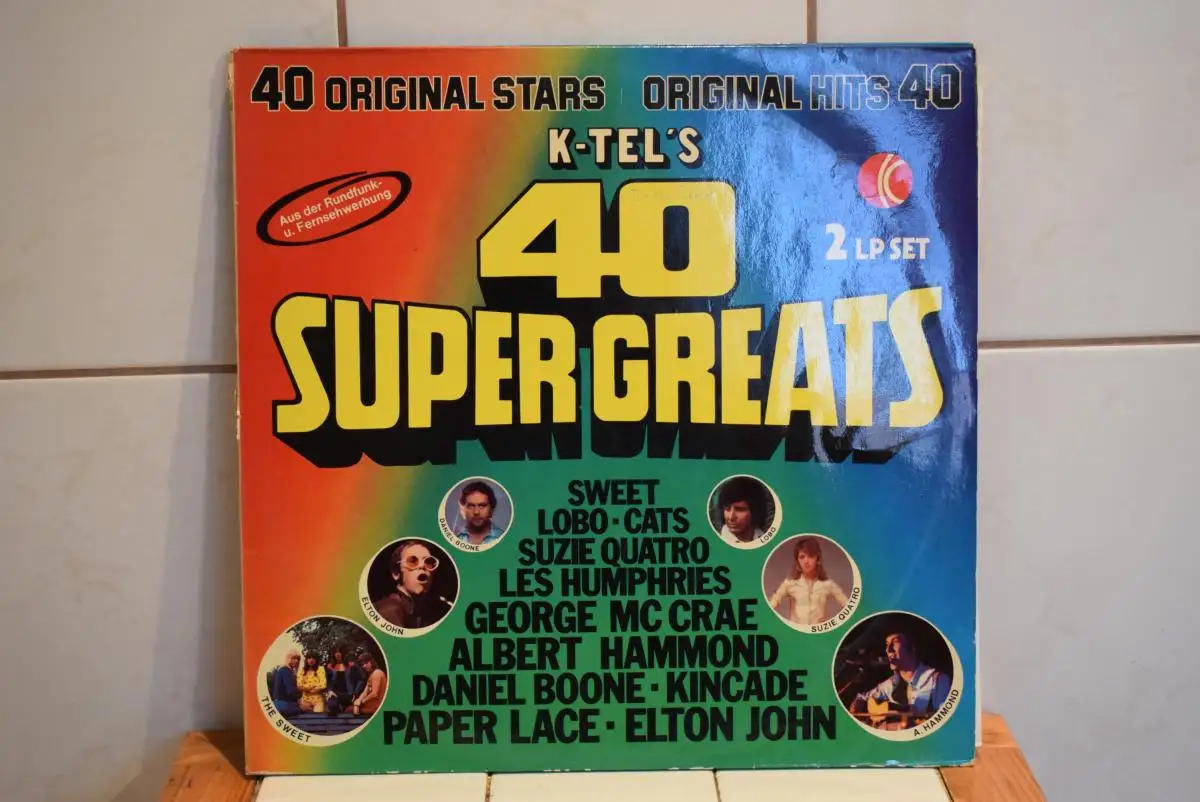 40 ORIGINAL STARS ORIGINAL HITS 40
K-TEL'S
Aus der Rundfunk-
u. Fernsehwerbung
40
K
2 LP SET
SUPER GREATS
SWEET
LOBO · CATS
SUZIE QUATRO
LES HUMPHRIES
GEORGE MC CRAE
ALBERT HAMMOND
DANIEL BOONE · KINCADE
PAPER LACE · ELTON JOHN
DANIEL BOONE
LOBO
ELTON JOHN
SUZIE QUATRO
THE SWEET
A. HAMMOND